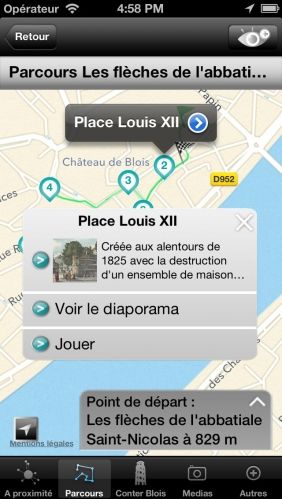 Opérateur 4:58 PM
Retour
Parcours Les flèches de l'abbati...
Papin
Place Louis XII
Château de Blois
2
3
4
D952
Place Louis XII
Créée aux alentours de
1825 avec la destruction
d'un ensemble de maison...
Voir le diaporama
Jouer
Point de départ :
Les flèches de l'abbatiale
Saint-Nicolas à 829 m
Mentions légales
A proximité Parcours Conter Blois Medias Autres